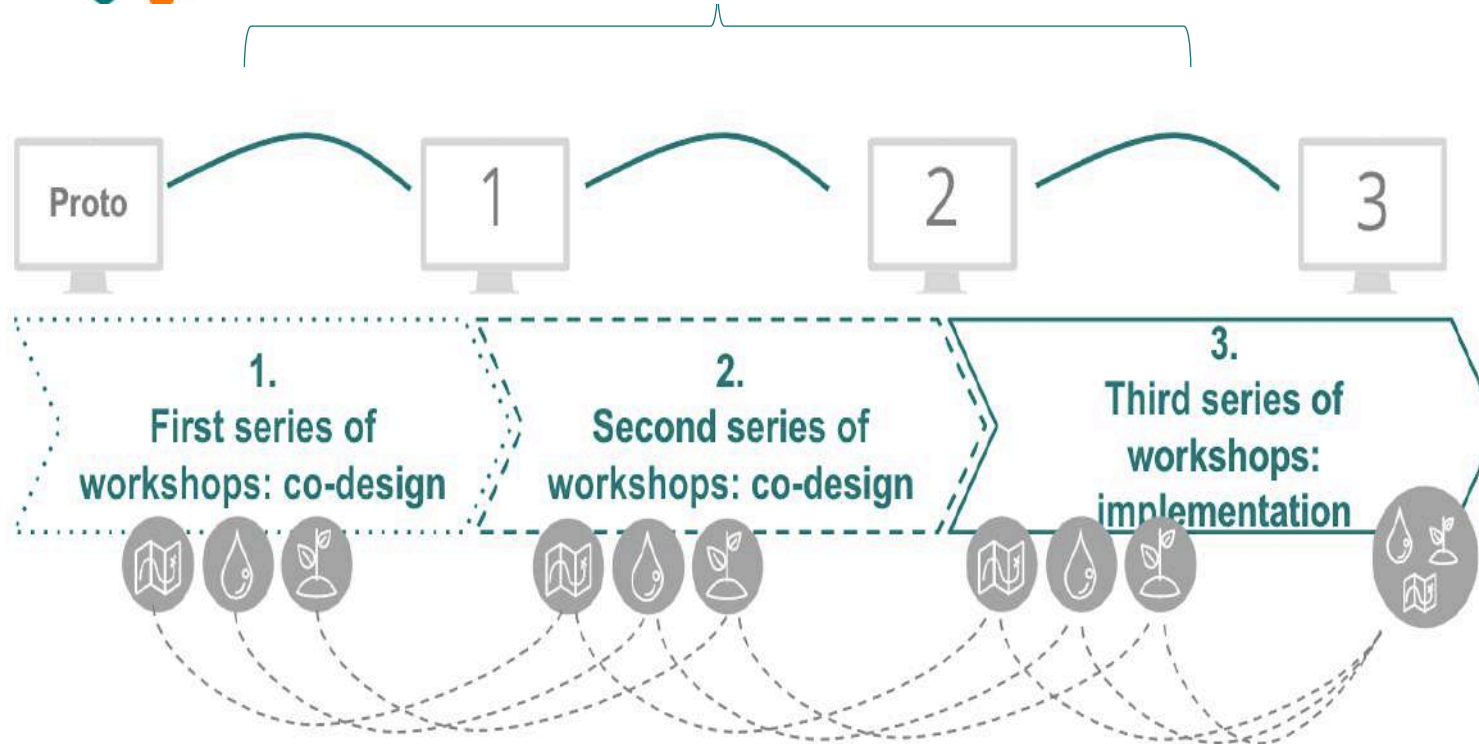 Proto
1
2
3
1.
First series of
workshops: co-design
2.
Second series of
workshops: co-design
3.
Third series of
workshops:
implementation